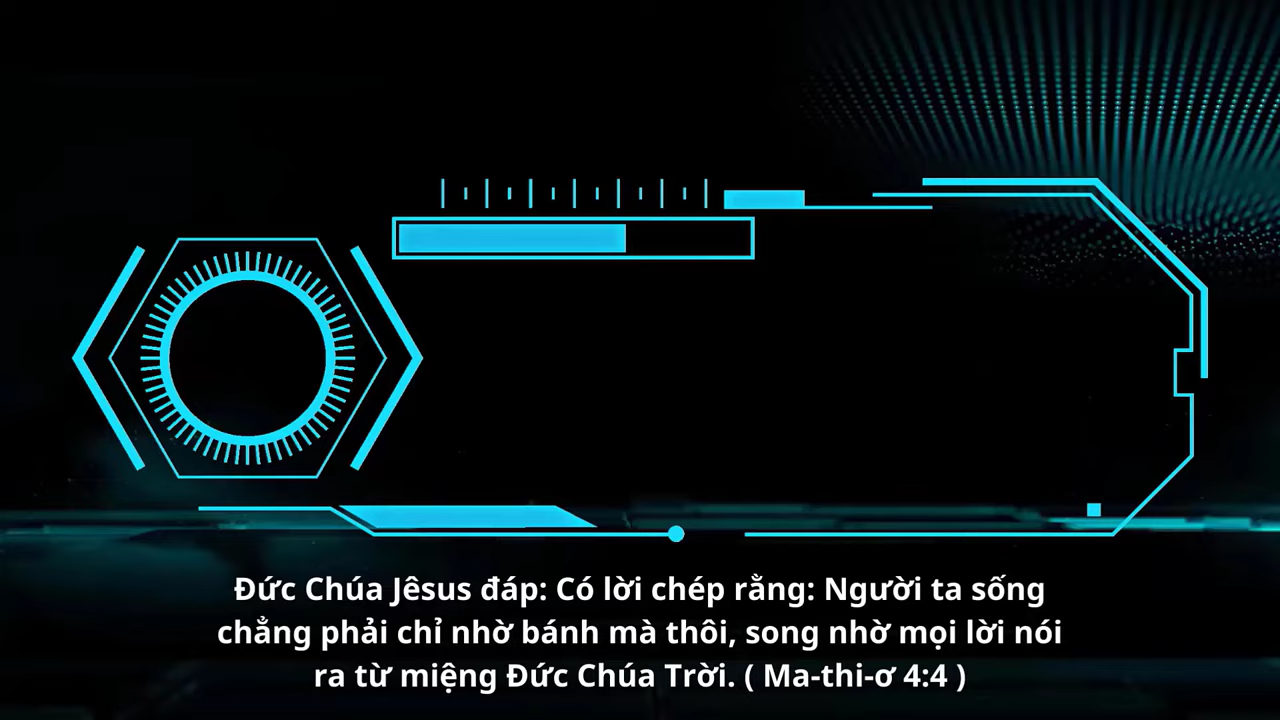 Đức Chúa Jêsus đáp: Có lời chép rằng: Người ta sống
chẳng phải chỉ nhờ bánh mà thôi, song nhờ mọi lời nói
ra từ miệng Đức Chúa Trời. ( Ma-thi-ơ 4:4 )